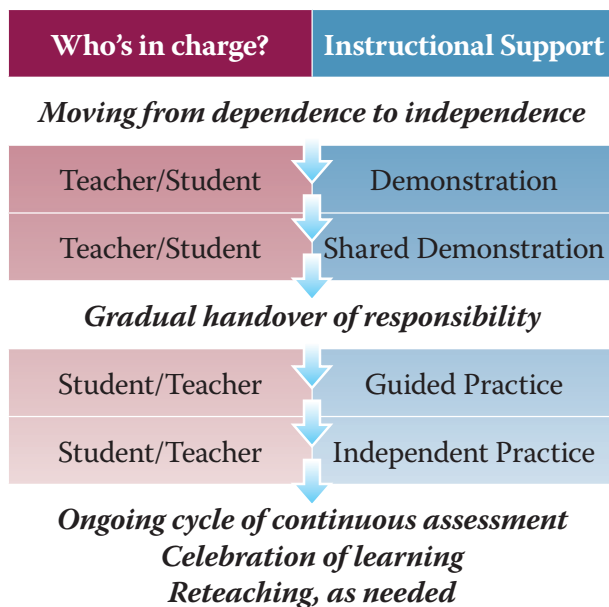 Who's in charge? Instructional Support
Moving from dependence to independence
Teacher/Student Demonstration
Teacher/Student Shared Demonstration
Gradual handover of responsibility
Student/Teacher Guided Practice
Student/Teacher Independent Practice
Ongoing cycle of continuous assessment
Celebration of learning
Reteaching, as needed